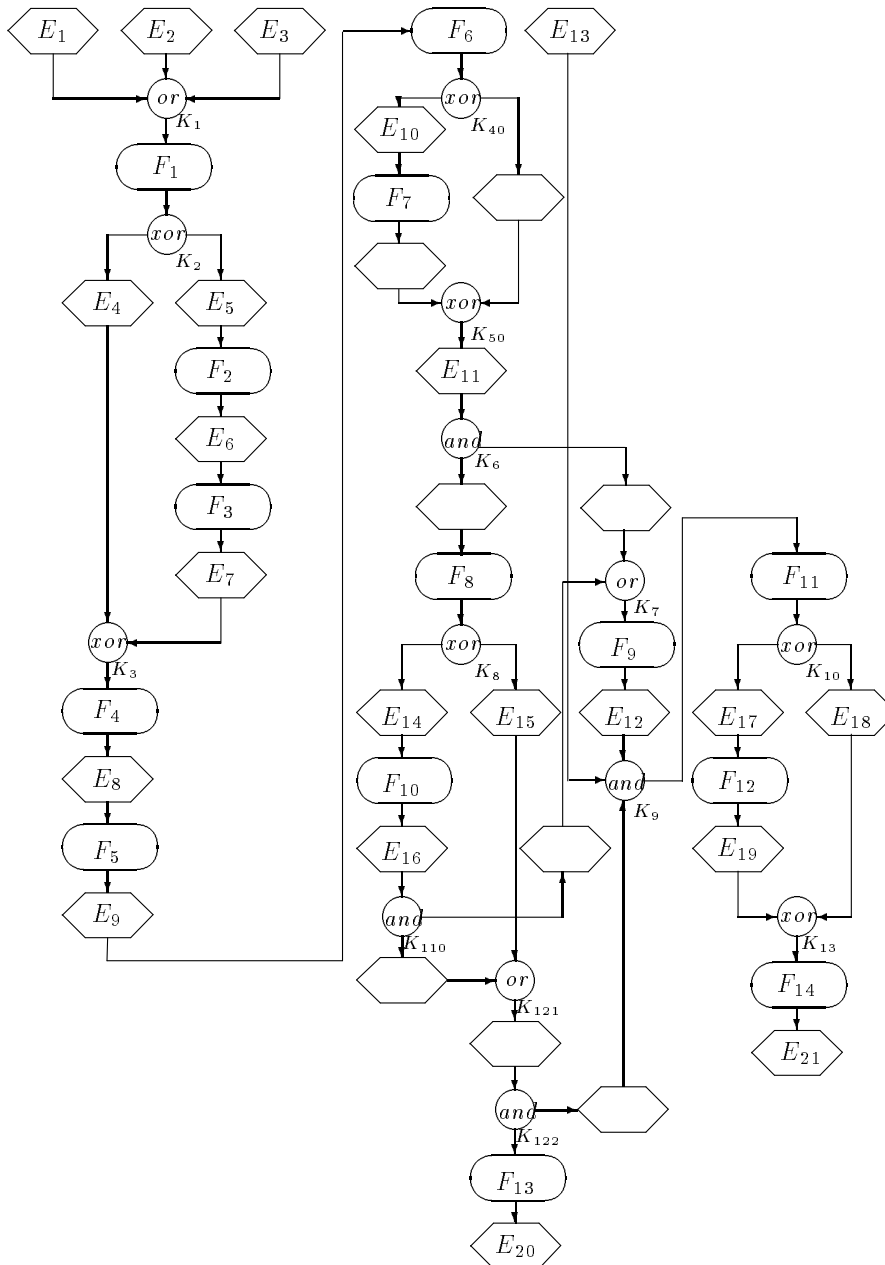 E1
E2
E3
or
K1
F1
xor
K2
E4
E5
F2
E6
F3
E7
xor
K3
F4
E8
F5
E9
F6
E13
xor
K40
E10
F7
xor
K50
E11
and
K6
F8
or
K7
xor
K8
F9
E14
E15
E12
F10
and
K9
E16
and
K110
or
K121
and
K122
F13
E20
F11
xor
K10
E17
E18
F12
E19
xor
K13
F14
E21